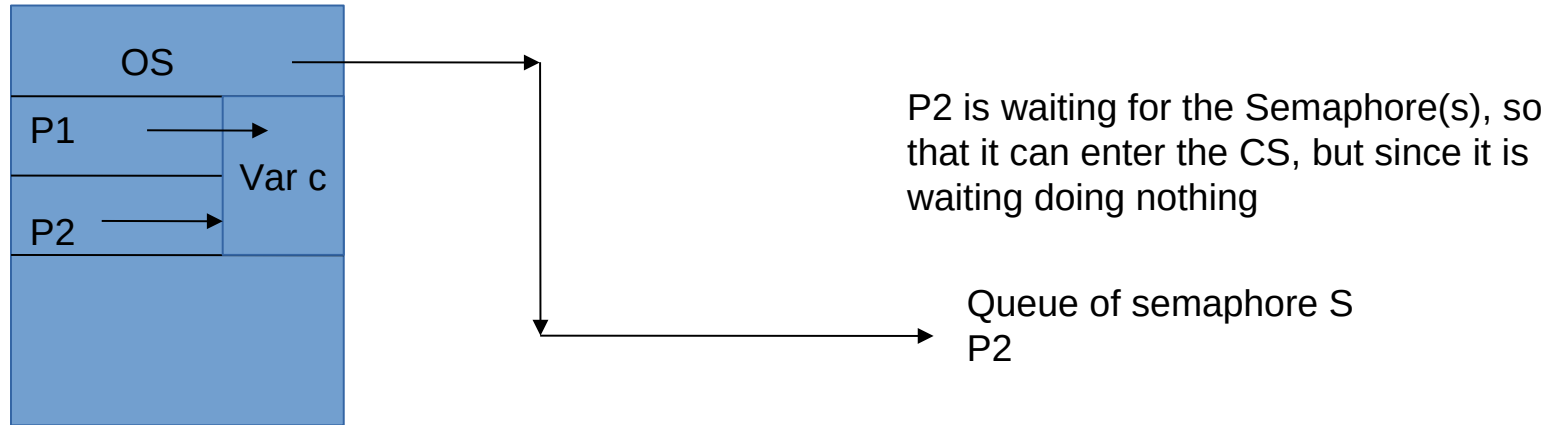 OS
P1
Var c
P2
P2 is waiting for the Semaphore(s), so
that it can enter the CS, but since it is
waiting doing nothing
Queue of semaphore S
P2